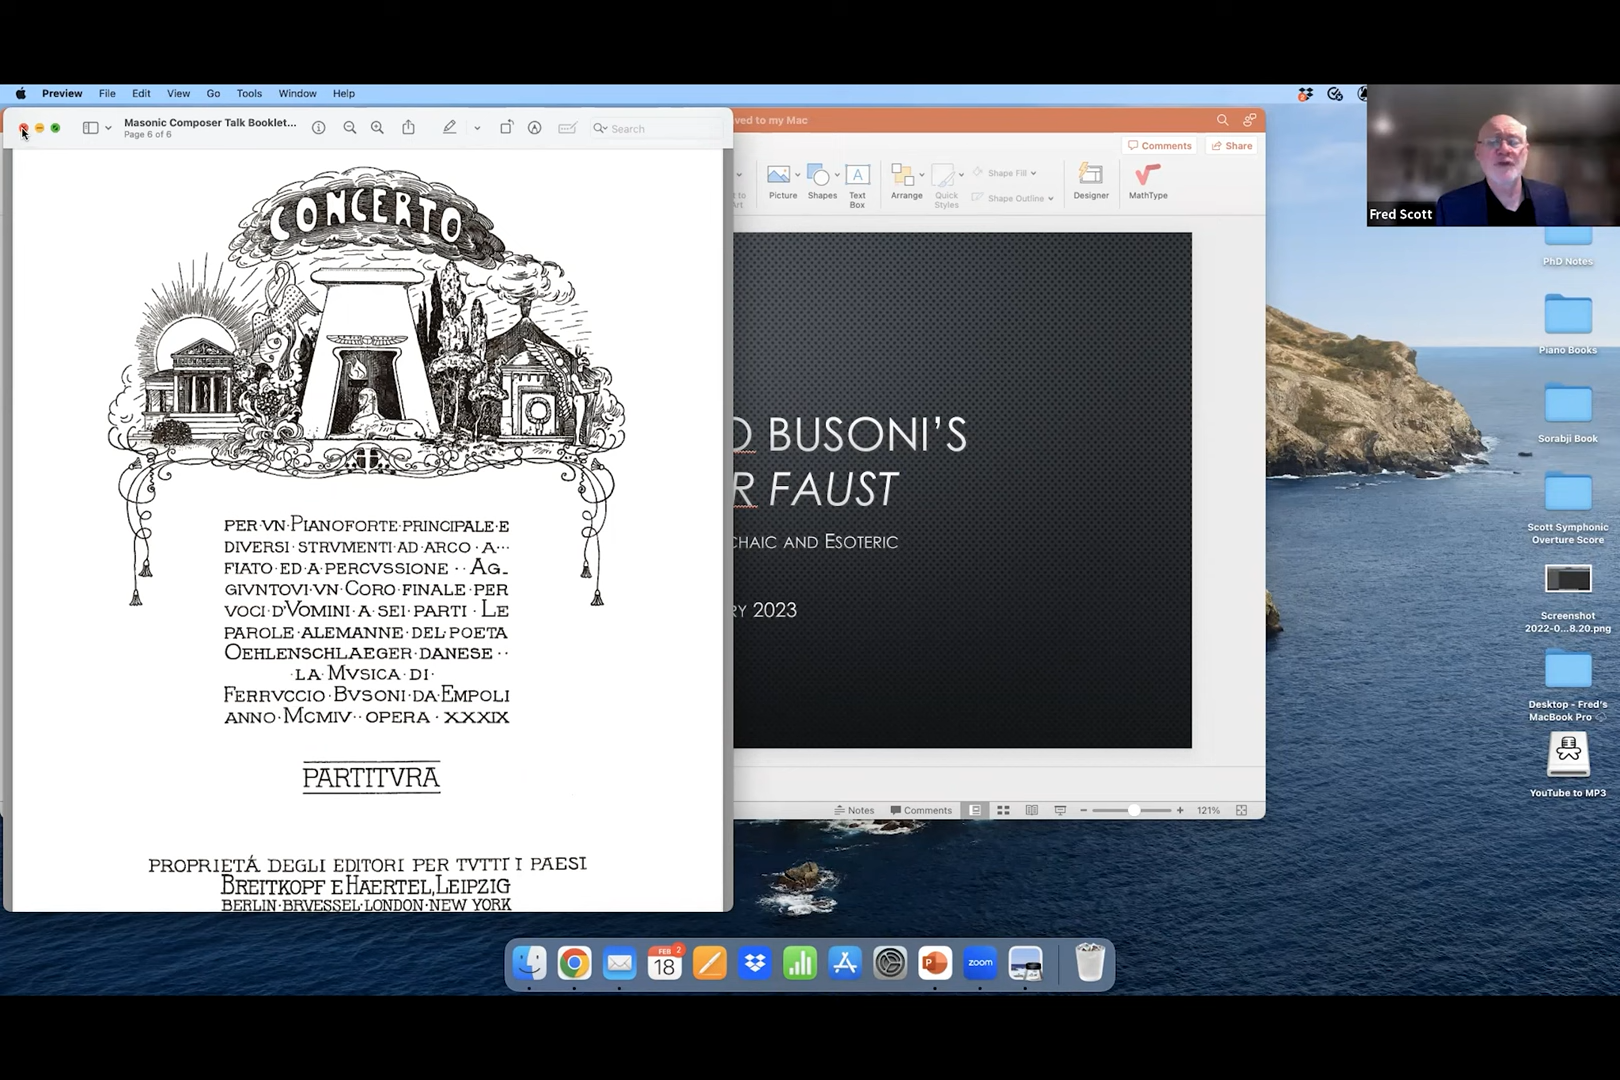 Preview File Edit View Go Tools Window Help
Masonic Composer Talk Booklet...
Page 6 of 6
Search
CONCERTO
PER·VN·PIANOFORTE·PRINCIPALE·E
DIVERSI·STRVMENTI·AD·ARCO·A···
FIATO·ED·A·PERCVSSIONE··AG-
GIVNTOVI·VN·CORO·FINALE·PER
VOCI·D'VOMINI·A·SEI·PARTI·LE
PAROLE·ALEMANNE·DEL·POETA
OEHLENSCHLAEGER·DANESE··
·LA·MVSICA·DI·
FERRVCCIO·BVSONI·DA·EMPOLI
ANNO·MCMIV··OPERA·XXXIX
PARTITVRA
PROPRIETÁ DEGLI EDITORI PER TVTTI I PAESI
BREITKOPF E HAERTEL, LEIPZIG
BERLIN·BRVESSEL·LONDON·NEW YORK
ved to my Mac
Comments Share
Picture Shapes Text Box Arrange Quick Styles Shape Fill Shape Outline Designer MathType
O BUSONI'S
R FAUST
CHAIC AND ESOTERIC
RY 2023
Notes Comments 121%
Fred Scott
PhD Notes
Piano Books
Sorabji Book
Scott Symphonic
Overture Score
Screenshot
2022-0...8.20.png
Desktop - Fred's
MacBook Pro
YouTube to MP3
FEB 2
18
zoom